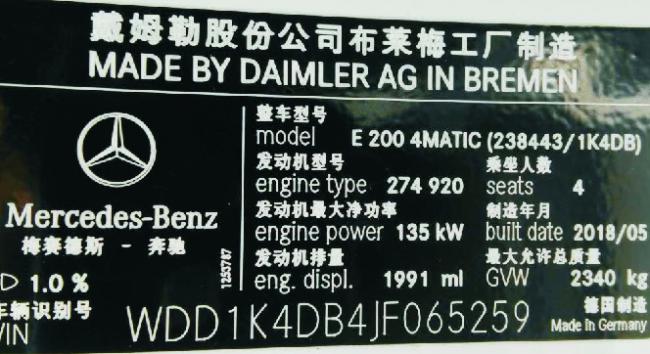 戴姆勒股份公司布莱梅工厂制造
MADE BY DAIMLER AG IN BREMEN
整车型号
model E 200 4MATIC (238443/1K4DB)
发动机型号 乘坐人数
engine type 274 920 seats 4
发动机最大净功率 制造年月
engine power 135 kW built date 2018/05
发动机排量 最大允许总质量
eng. displ. 1991 ml GVW 2340 kg
Mercedes-Benz
梅赛德斯 - 奔驰
1253787
D 1.0 %
车辆识别号 德国制造
VIN WDD1K4DB4JF065259 Made in Germany